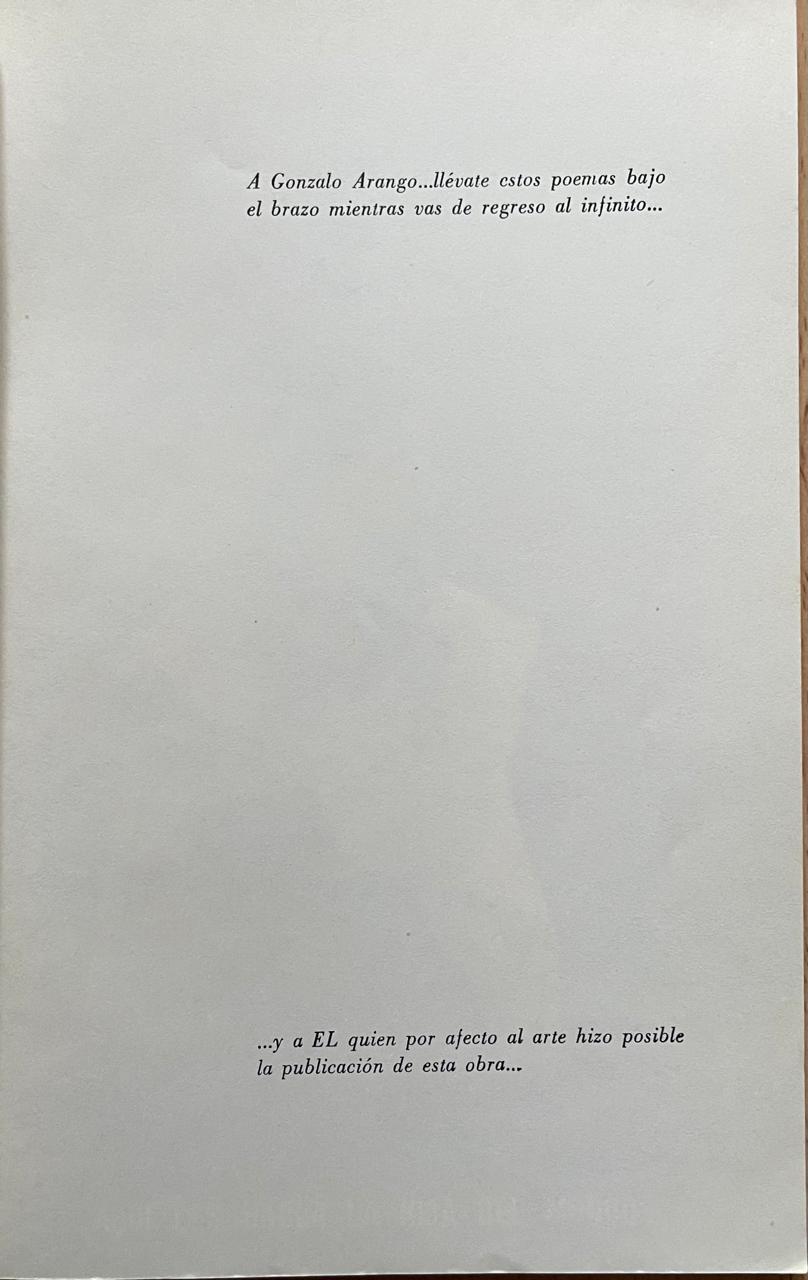 A Gonzalo Arango...llévate estos poemas bajo
el brazo mientras vas de regreso al infinito...
...y a EL quien por afecto al arte hizo posible
la publicación de esta obra...